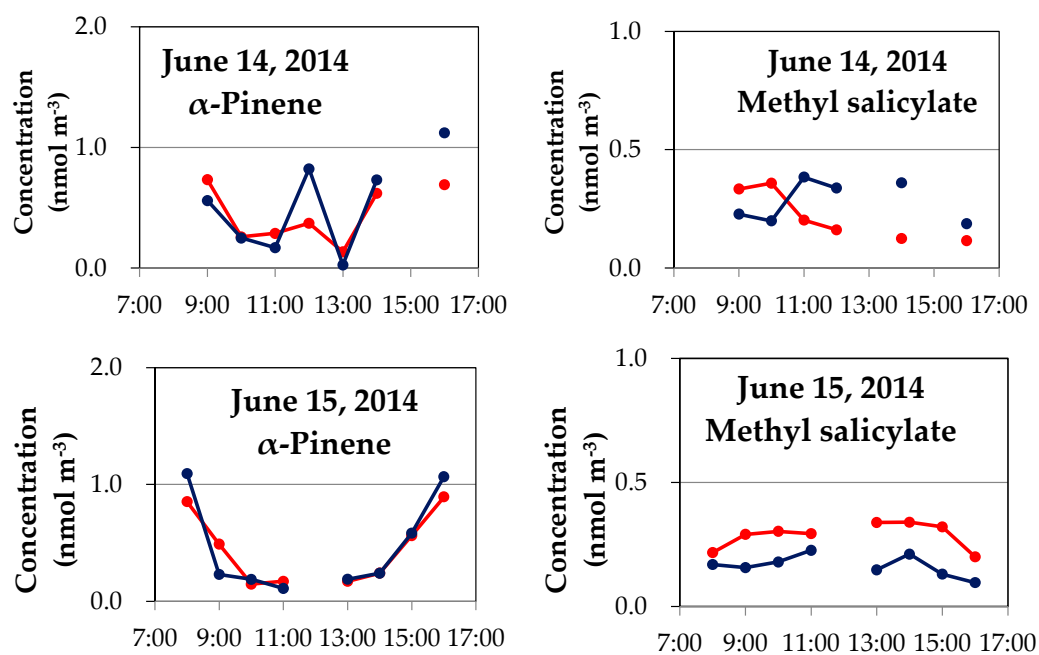 2.0
1.0
0.0
Concentration
(nmol m-3)
June 14, 2014
α-Pinene
7:00 9:00 11:00 13:00 15:00 17:00
1.0
0.5
0.0
Concentration
(nmol m-3)
June 14, 2014
Methyl salicylate
7:00 9:00 11:00 13:00 15:00 17:00
2.0
1.0
0.0
Concentration
(nmol m-3)
June 15, 2014
α-Pinene
7:00 9:00 11:00 13:00 15:00 17:00
1.0
0.5
0.0
Concentration
(nmol m-3)
June 15, 2014
Methyl salicylate
7:00 9:00 11:00 13:00 15:00 17:00